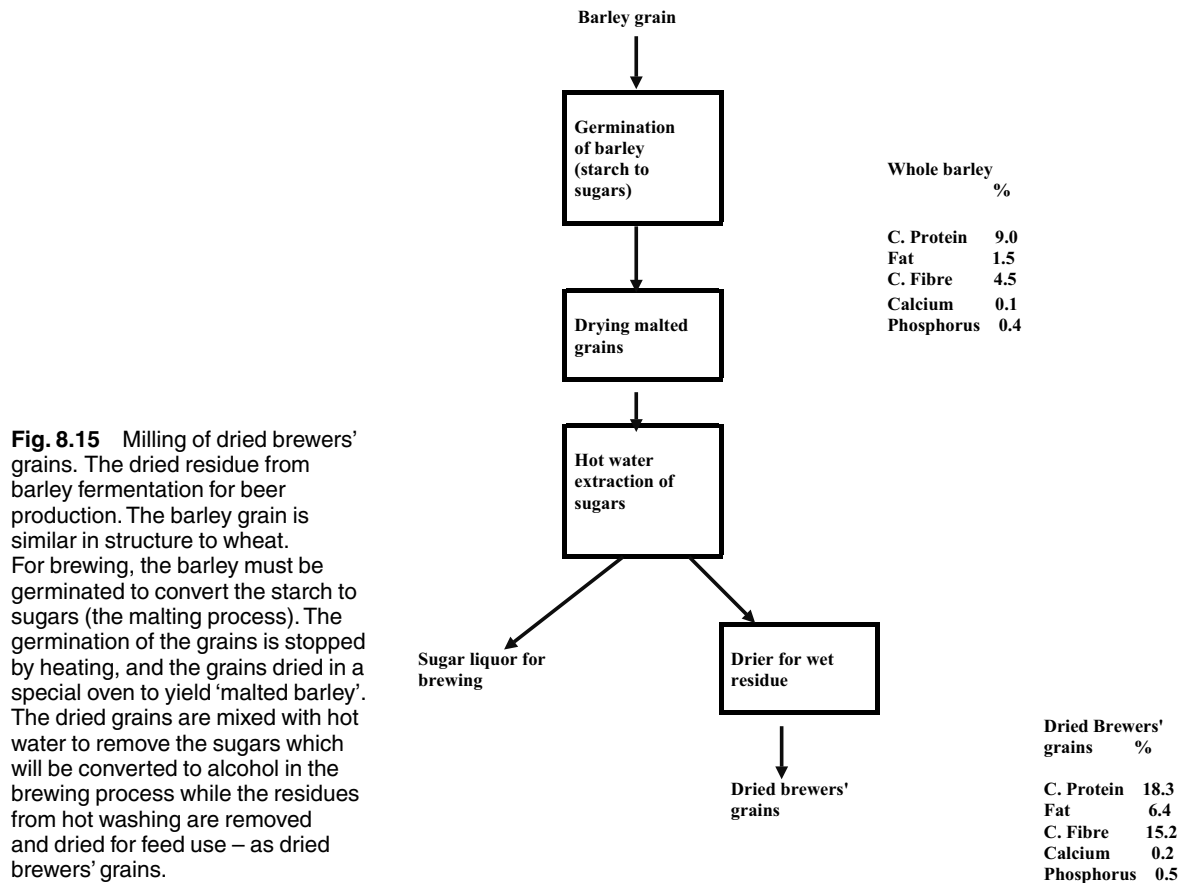 Barley grain
Germination
of barley
(starch to
sugars)
Whole barley
%
C. Protein 9.0
Fat 1.5
C. Fibre 4.5
Calcium 0.1
Phosphorus 0.4
Drying malted
grains
Hot water
extraction of
sugars
Sugar liquor for
brewing
Drier for wet
residue
Dried brewers'
grains
Dried Brewers'
grains %
C. Protein 18.3
Fat 6.4
C. Fibre 15.2
Calcium 0.2
Phosphorus 0.5
Fig. 8.15 Milling of dried brewers'
grains. The dried residue from
barley fermentation for beer
production. The barley grain is
similar in structure to wheat.
For brewing, the barley must be
germinated to convert the starch to
sugars (the malting process). The
germination of the grains is stopped
by heating, and the grains dried in a
special oven to yield 'malted barley'.
The dried grains are mixed with hot
water to remove the sugars which
will be converted to alcohol in the
brewing process while the residues
from hot washing are removed
and dried for feed use – as dried
brewers' grains.